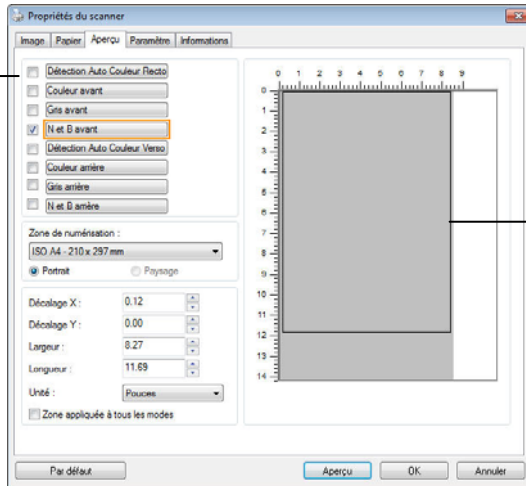 Propriétés du scanner
Image Papier Aperçu Paramètre Informations
Détection Auto Couleur Recto
Couleur avant
Gris avant
N et B avant
Détection Auto Couleur Verso
Couleur arrière
Gris arrière
N et B arrière
Zone de numérisation :
ISO A4 - 210 x 297 mm
Portrait Paysage
Décalage X : 0.12
Décalage Y : 0.00
Largeur : 8.27
Longueur : 11.69
Unité : Pouces
Zone appliquée à tous les modes
0 1 2 3 4 5 6 7 8 9
0
1
2
3
4
5
6
7
8
9
10
11
12
13
14
Par défaut Aperçu OK Annuler